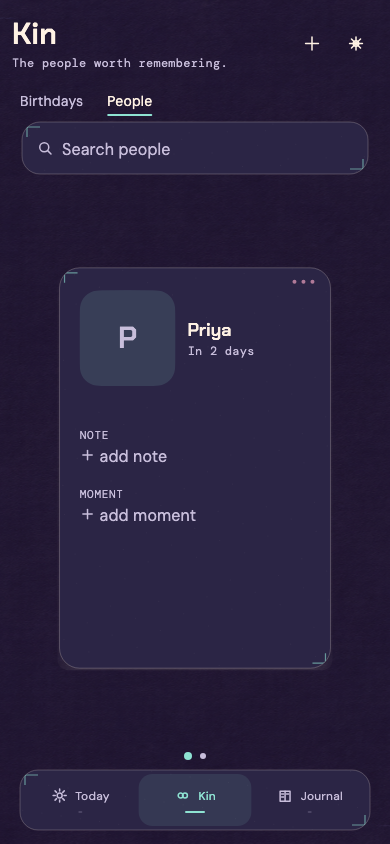 Kin
The people worth remembering.
Birthdays People
Search people
P
Priya
In 2 days
NOTE
+ add note
MOMENT
+ add moment
Today Kin Journal